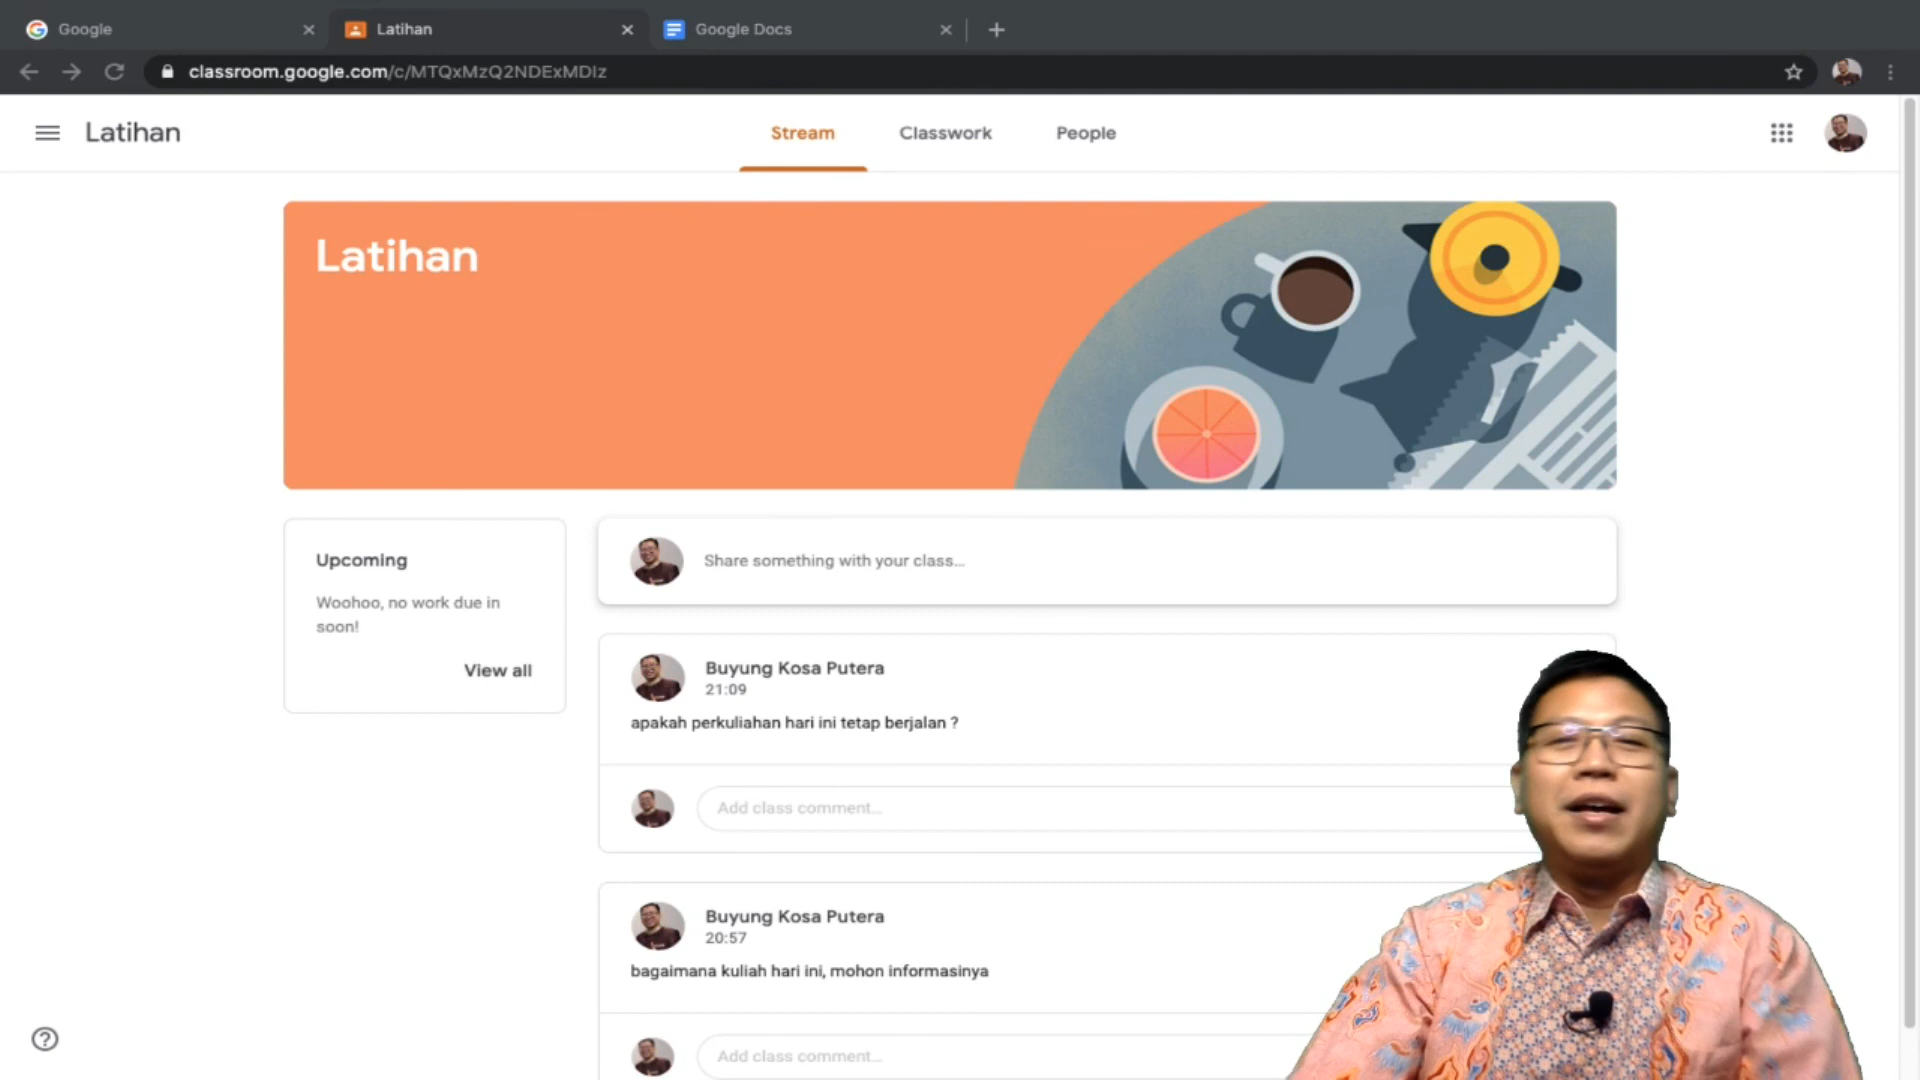 Google
Latihan
Google Docs
classroom.google.com/c/MTQxMzQ2NDExMDIz
Latihan
Stream
Classwork
People
Latihan
Upcoming
Woohoo, no work due in
soon!
View all
Share something with your class...
Buyung Kosa Putera
21:09
apakah perkuliahan hari ini tetap berjalan ?
Add class comment...
Buyung Kosa Putera
20:57
bagaimana kuliah hari ini, mohon informasinya
Add class comment...